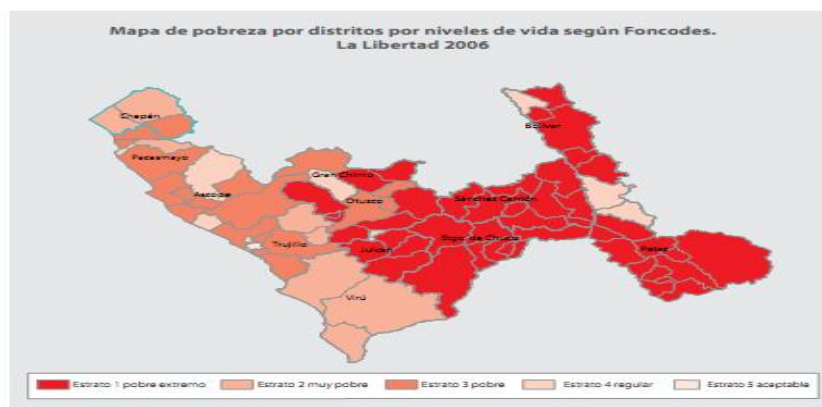 Mapa de pobreza por distritos por niveles de vida según Foncodes.
La Libertad 2006
Chepén
Bolívar
Pacasmayo
Gran Chimú
Ascope
Otuzco
Sánchez Carrión
Trujillo
Julcán
Stgo de Chuco
Pataz
Virú
Estrato 1 pobre extremo
Estrato 2 muy pobre
Estrato 3 pobre
Estrato 4 regular
Estrato 5 aceptable